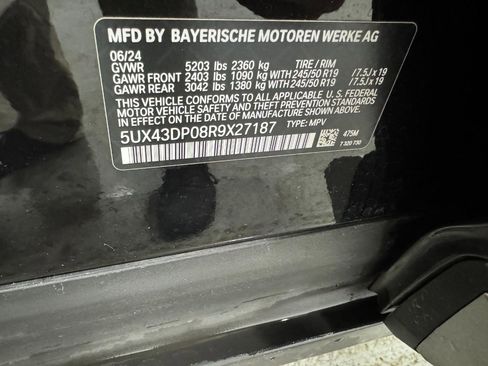 MFD BY BAYERISCHE MOTOREN WERKE AG
06/24 TIRE / RIM
GVWR 5203 lbs 2360 kg
GAWR FRONT 2403 lbs 1090 kg WITH 245/50 R19 / 7.5J x 19
GAWR REAR 3042 lbs 1380 kg WITH 245/50 R19 / 7.5J x 19
THIS VEHICLE CONFORMS TO ALL APPLICABLE U.S. FEDERAL
MOTOR VEHICLE SAFETY STANDARDS
IN EFFECT ON THE DATE OF MANUFACTURE SHOWN ABOVE.
5UX43DP08R9X27187 TYPE: MPV
475M
7 320 730